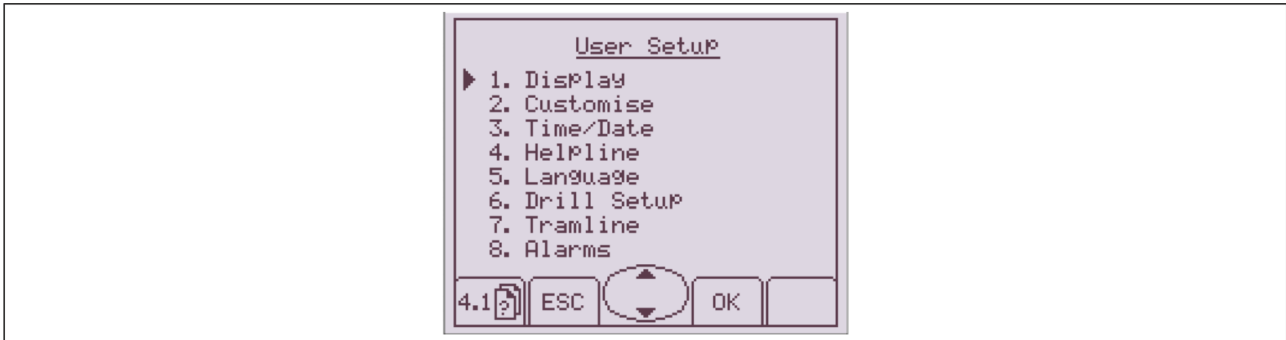 User Setup
1. Display
2. Customise
3. Time/Date
4. Helpline
5. Language
6. Drill Setup
7. Tramline
8. Alarms
4.1 ? ESC OK